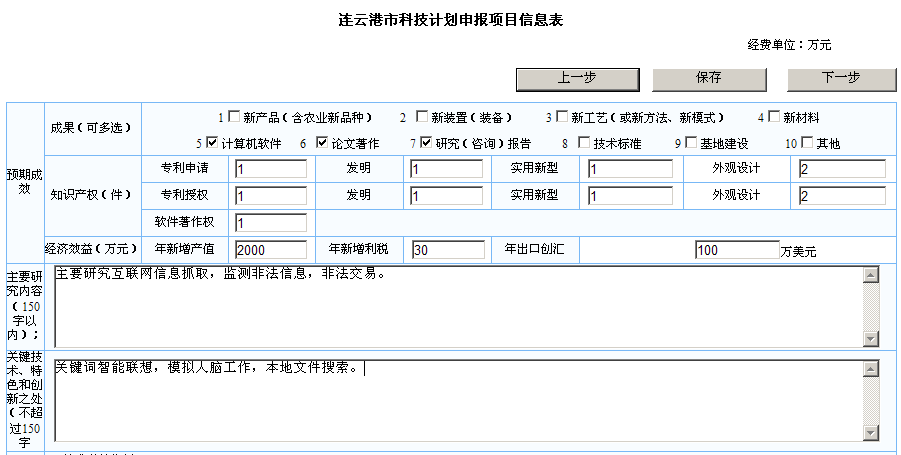 连云港市科技计划申报项目信息表
经费单位：万元
上一步 保存 下一步
预期成效
成果（可多选）
1 新产品（含农业新品种） 2 新装置（装备） 3 新工艺（或新方法、新模式） 4 新材料
5 计算机软件 6 论文著作 7 研究（咨询）报告 8 技术标准 9 基地建设 10 其他
知识产权（件）
专利申请 1 发明 1 实用新型 1 外观设计 2
专利授权 1 发明 1 实用新型 1 外观设计 2
软件著作权 1
经济效益（万元） 年新增产值 2000 年新增利税 30 年出口创汇 100 万美元
主要研
究内容
（150
字以
内）；
主要研究互联网信息抓取，监测非法信息，非法交易。
关键技
术、特
色和创
新之处
（不超
过150
字
关键词智能联想，模拟人脑工作，本地文件搜索。